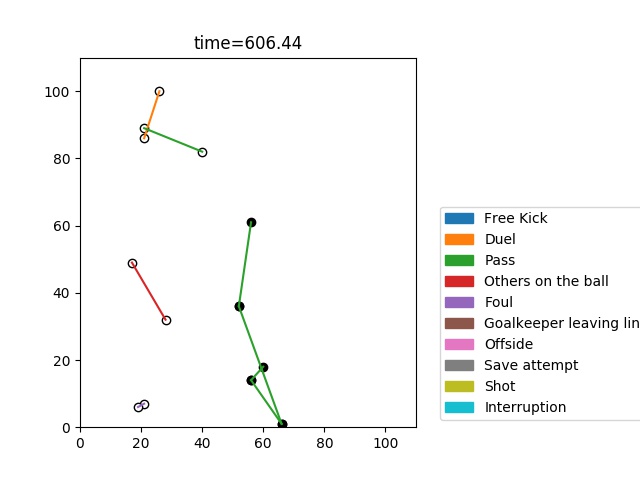 time=606.44
100
80
60
40
20
0
0 20 40 60 80 100
Free Kick
Duel
Pass
Others on the ball
Foul
Goalkeeper leaving lin
Offside
Save attempt
Shot
Interruption